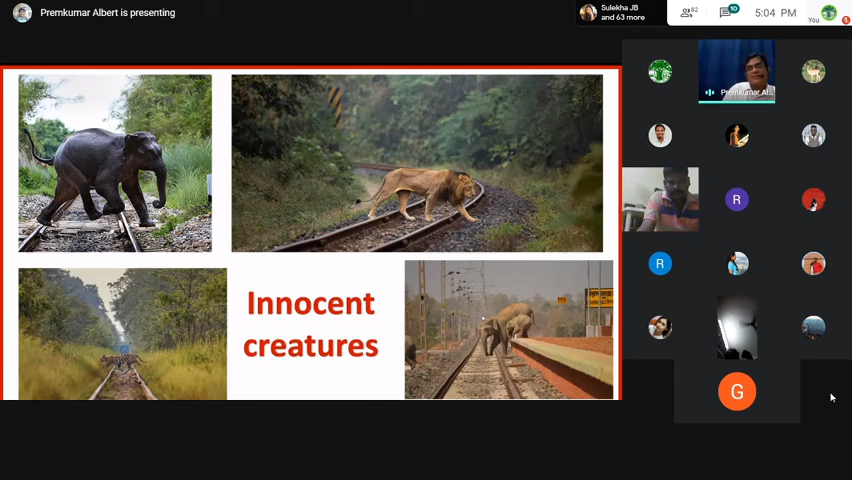 Premkumar Albert is presenting
Sulekha JB
and 63 more
82
10
5:04 PM
You
Premkumar Al...
R
R
Innocent
creatures
G